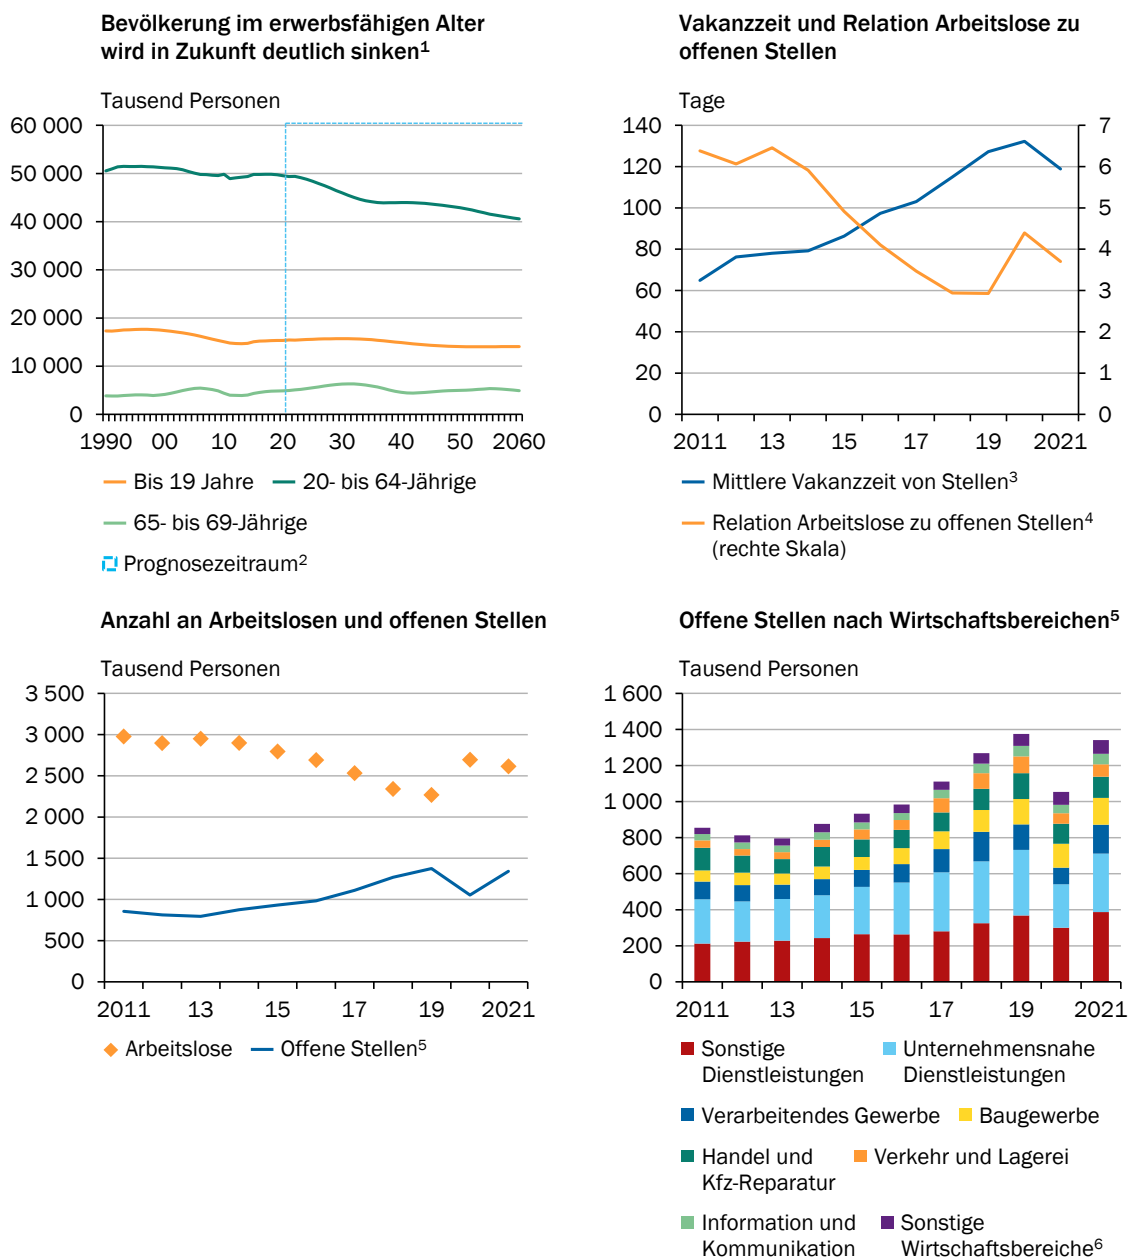 Bevölkerung im erwerbsfähigen Alter
wird in Zukunft deutlich sinken¹
Tausend Personen
60 000
50 000
40 000
30 000
20 000
10 000
0
1990 00 10 20 30 40 50 2060
Bis 19 Jahre 20- bis 64-Jährige
65- bis 69-Jährige
Prognosezeitraum²
Vakanzzeit und Relation Arbeitslose zu
offenen Stellen
Tage
140 7
120 6
100 5
80 4
60 3
40 2
20 1
0 0
2011 13 15 17 19 2021
Mittlere Vakanzzeit von Stellen³
Relation Arbeitslose zu offenen Stellen⁴
(rechte Skala)
Anzahl an Arbeitslosen und offenen Stellen
Tausend Personen
3 500
3 000
2 500
2 000
1 500
1 000
500
0
2011 13 15 17 19 2021
Arbeitslose Offene Stellen⁵
Offene Stellen nach Wirtschaftsbereichen⁵
Tausend Personen
1 600
1 400
1 200
1 000
800
600
400
200
0
2011 13 15 17 19 2021
Sonstige
Dienstleistungen
Unternehmensnahe
Dienstleistungen
Verarbeitendes Gewerbe Baugewerbe
Handel und
Kfz-Reparatur
Verkehr und Lagerei
Information und
Kommunikation
Sonstige
Wirtschaftsbereiche⁶